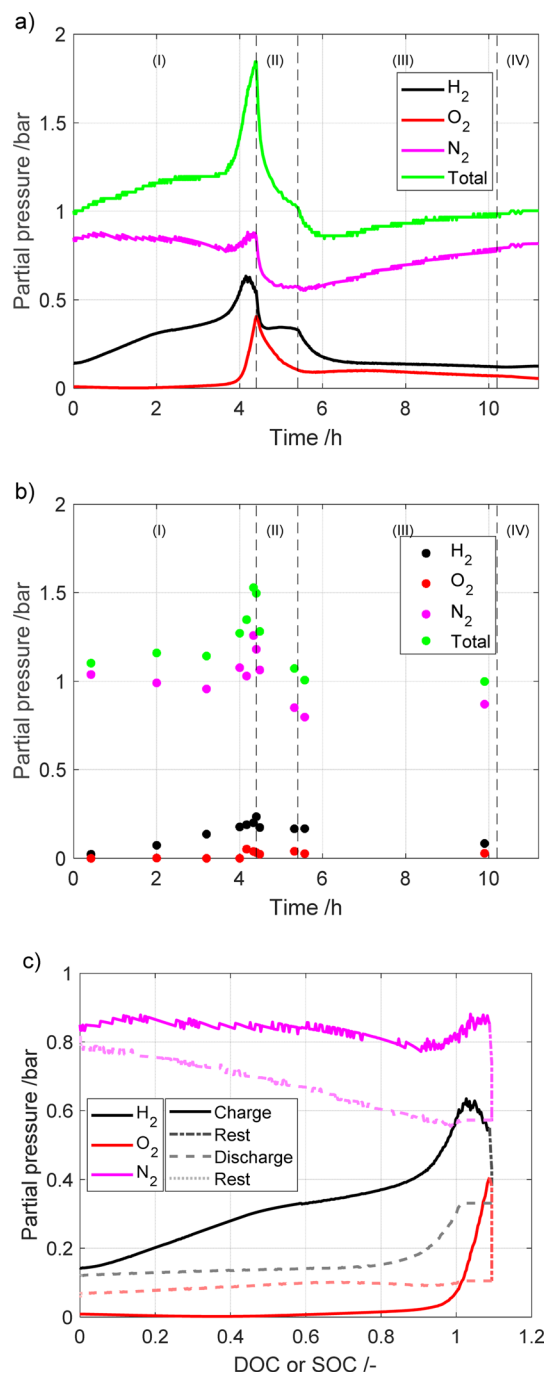 a)
2
1.5
1
0.5
0
Partial pressure /bar
(I)
(II)
(III)
(IV)
H2
O2
N2
Total
0 2 4 6 8 10
Time /h
b)
2
1.5
1
0.5
0
Partial pressure /bar
(I)
(II)
(III)
(IV)
H2
O2
N2
Total
0 2 4 6 8 10
Time /h
c)
1
0.8
0.6
0.4
0.2
0
Partial pressure /bar
H2
O2
N2
Charge
Rest
Discharge
Rest
0 0.2 0.4 0.6 0.8 1 1.2
DOC or SOC /-